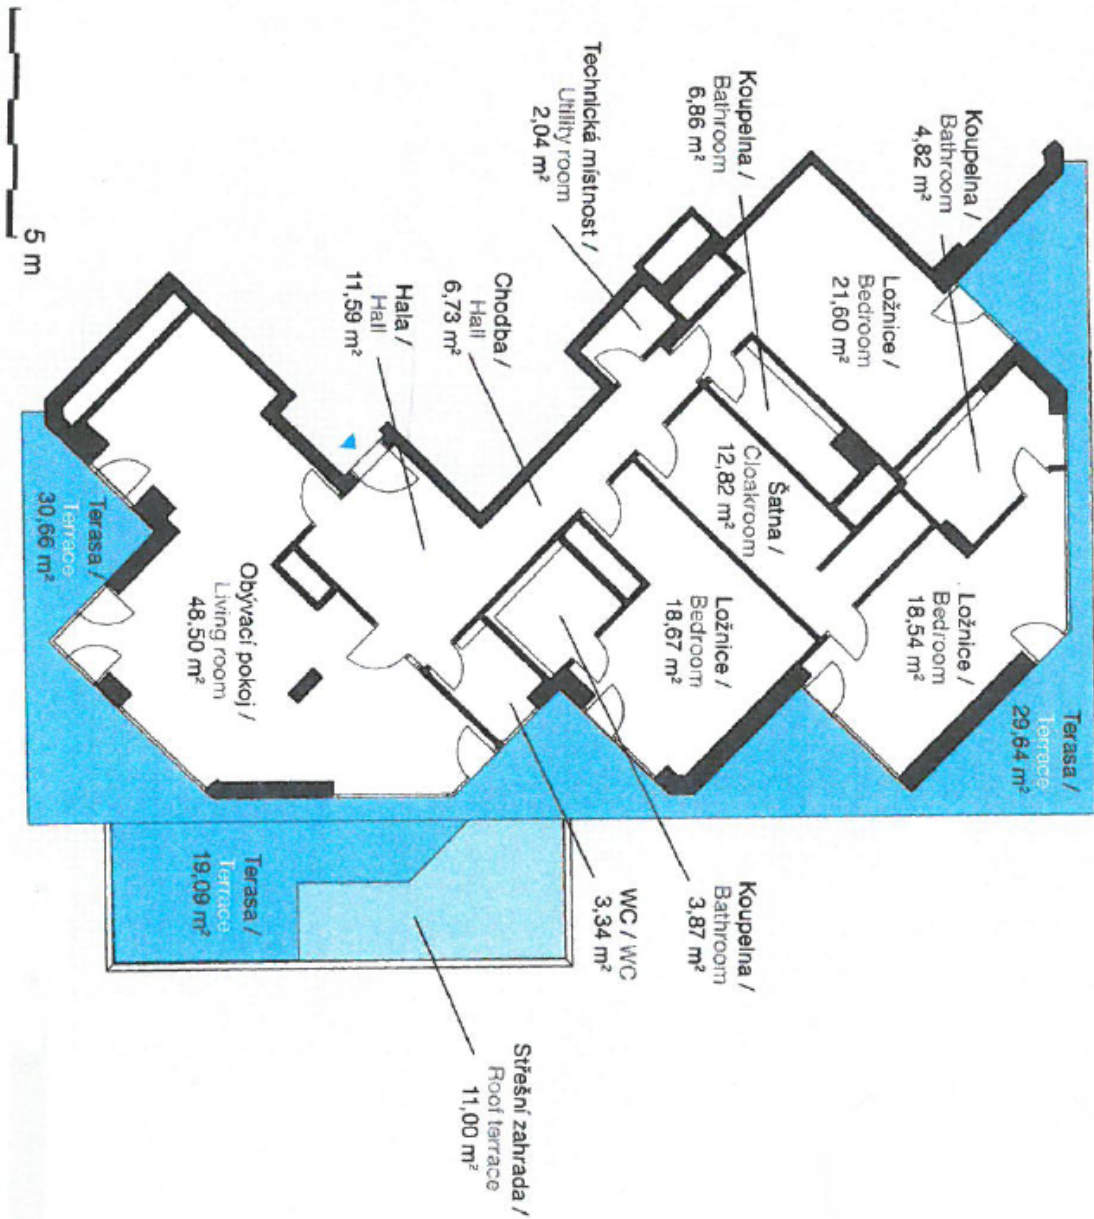 Technická místnost /
Utility room
2,04 m²
Koupelna /
Bathroom
6,86 m²
Koupelna /
Bathroom
4,82 m²
Ložnice /
Bedroom
21,60 m²
Chodba /
Hall
6,73 m²
Hala /
Hall
11,59 m²
Šatna /
Cloakroom
12,82 m²
Ložnice /
Bedroom
18,67 m²
Ložnice /
Bedroom
18,54 m²
Terasa /
Terrace
29,64 m²
Terasa /
Terrace
30,66 m²
Obývací pokoj /
Living room
48,50 m²
Terasa /
Terrace
19,09 m²
WC / WC
3,34 m²
Koupelna /
Bathroom
3,87 m²
Střešní zahrada /
Roof terrace
11,00 m²
5 m